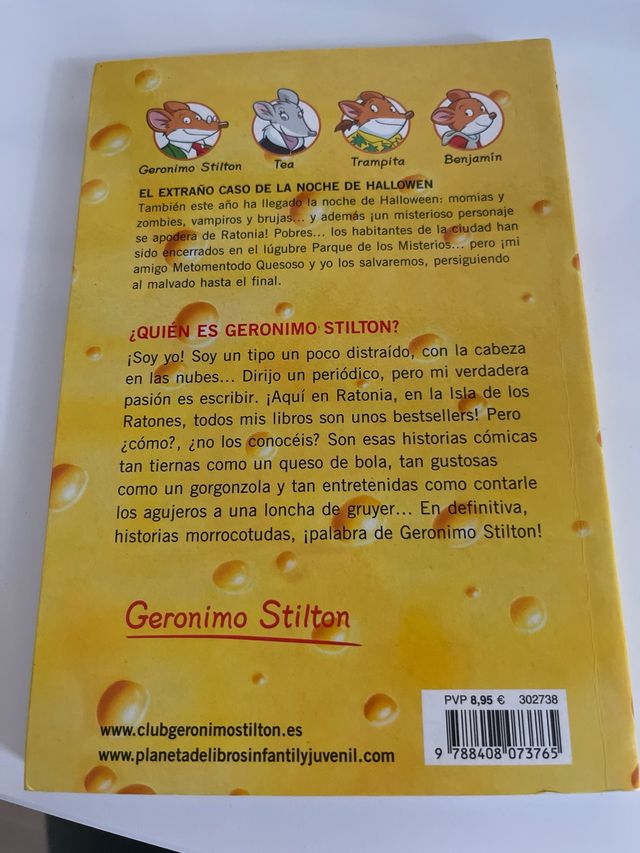 Geronimo Stilton
Tea
Trampita
Benjamín
EL EXTRAÑO CASO DE LA NOCHE DE HALLOWEN
También este año ha llegado la noche de Halloween: momias y
zombies, vampiros y brujas... y además ¡un misterioso personaje
se apodera de Ratonia! Pobres... los habitantes de la ciudad han
sido encerrados en el lúgubre Parque de los Misterios... pero ¡mi
amigo Metomentodo Quesoso y yo los salvaremos, persiguiendo
al malvado hasta el final.
¿QUIÉN ES GERONIMO STILTON?
¡Soy yo! Soy un tipo un poco distraído, con la cabeza
en las nubes... Dirijo un periódico, pero mi verdadera
pasión es escribir. ¡Aquí en Ratonia, en la Isla de los
Ratones, todos mis libros son unos bestsellers! Pero
¿cómo?, ¿no los conocéis? Son esas historias cómicas
tan tiernas como un queso de bola, tan gustosas
como un gorgonzola y tan entretenidas como contarle
los agujeros a una loncha de gruyer... En definitiva,
historias morrocotudas, ¡palabra de Geronimo Stilton!
Geronimo Stilton
PVP 8,95 € 302738
www.clubgeronimostilton.es
www.planetadelibrosinfantilyjuvenil.com
9 788408 073765